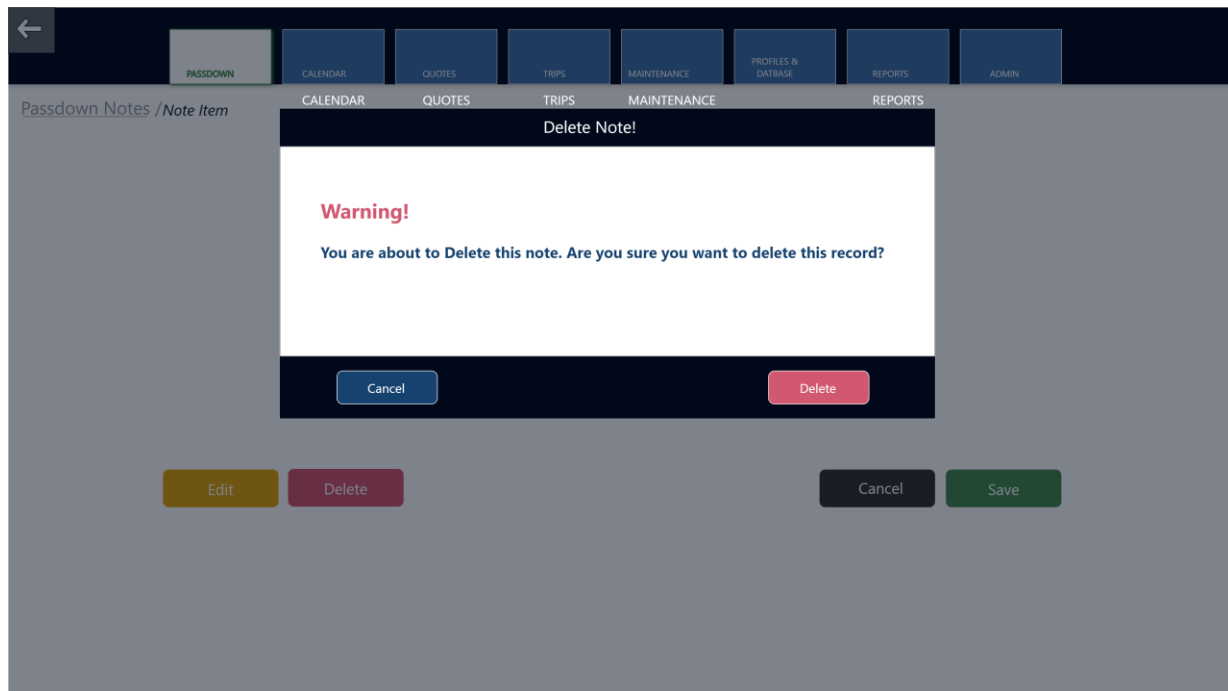 PASSDOWN CALENDAR QUOTES TRIPS MAINTENANCE PROFILES & DATBASE REPORTS ADMIN
CALENDAR QUOTES TRIPS MAINTENANCE REPORTS
Passdown Notes /Note Item
Delete Note!
Warning!
You are about to Delete this note. Are you sure you want to delete this record?
Cancel Delete
Edit Delete Cancel Save